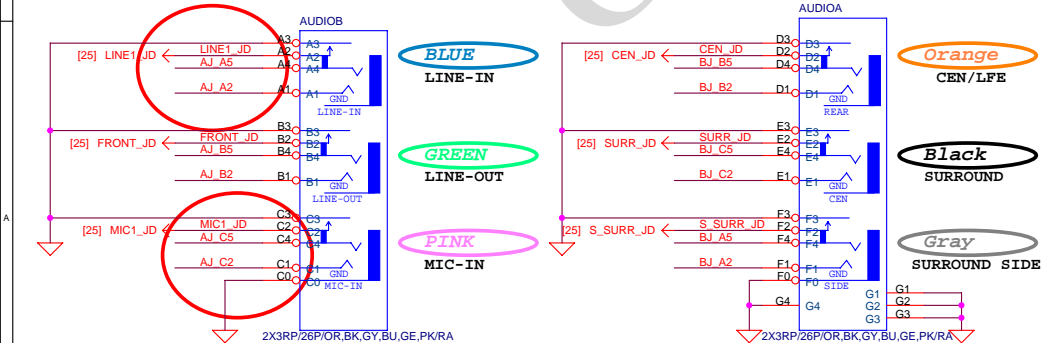 AUDIOB
A3 A3
[25] LINE1_JD LINE1_JD A2 A2
AJ_A5 A4 A4
AJ_A2 A1 A1
GND
LINE-IN
BLUE
LINE-IN
B3 B3
[25] FRONT_JD FRONT_JD B2 B2
AJ_B5 B4 B4
AJ_B2 B1 B1
GND
LINE-OUT
GREEN
LINE-OUT
C3 C3
[25] MIC1_JD MIC1_JD C2 C2
AJ_C5 C4 C4
AJ_C2 C1 C1
GND
C0 C0
MIC-IN
PINK
MIC-IN
2X3RP/26P/OR,BK,GY,BU,GE,PK/RA
A
AUDIOA
D3 D3
[25] CEN_JD CEN_JD D2 D2
BJ_B5 D4 D4
BJ_B2 D1 D1
GND
REAR
Orange
CEN/LFE
E3 E3
[25] SURR_JD SURR_JD E2 E2
BJ_C5 E4 E4
BJ_C2 E1 E1
GND
CEN
Black
SURROUND
F3 F3
[25] S_SURR_JD S_SURR_JD F2 F2
BJ_A5 F4 F4
BJ_A2 F1 F1
GND
F0 F0
SIDE
Gray
SURROUND SIDE
G4 G4
G1 G1
G2 G2
G3 G3
2X3RP/26P/OR,BK,GY,BU,GE,PK/RA